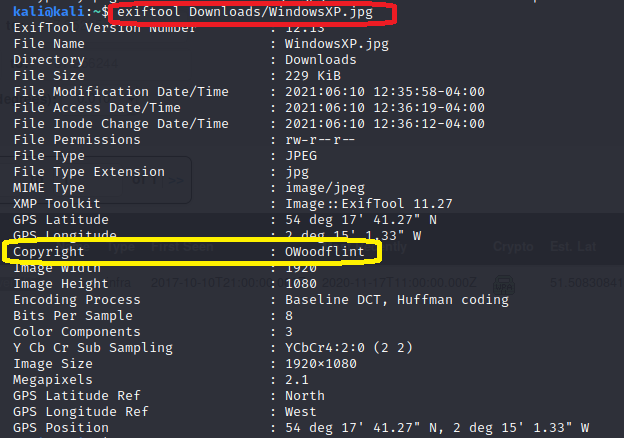 kali@kali:~$ exiftool Downloads/WindowsXP.jpg
ExifTool Version Number : 12.13
File Name : WindowsXP.jpg
Directory : Downloads
File Size : 229 KiB
File Modification Date/Time : 2021:06:10 12:35:58-04:00
File Access Date/Time : 2021:06:10 12:36:19-04:00
File Inode Change Date/Time : 2021:06:10 12:36:12-04:00
File Permissions : rw-r--r--
File Type : JPEG
File Type Extension : jpg
MIME Type : image/jpeg
XMP Toolkit : Image::ExifTool 11.27
GPS Latitude : 54 deg 17' 41.27" N
GPS Longitude : 2 deg 15' 1.33" W
Copyright : OWoodflint
Image Width : 1920
Image Height : 1080
Encoding Process : Baseline DCT, Huffman coding
Bits Per Sample : 8
Color Components : 3
Y Cb Cr Sub Sampling : YCbCr4:2:0 (2 2)
Image Size : 1920×1080
Megapixels : 2.1
GPS Latitude Ref : North
GPS Longitude Ref : West
GPS Position : 54 deg 17' 41.27" N, 2 deg 15' 1.33" W